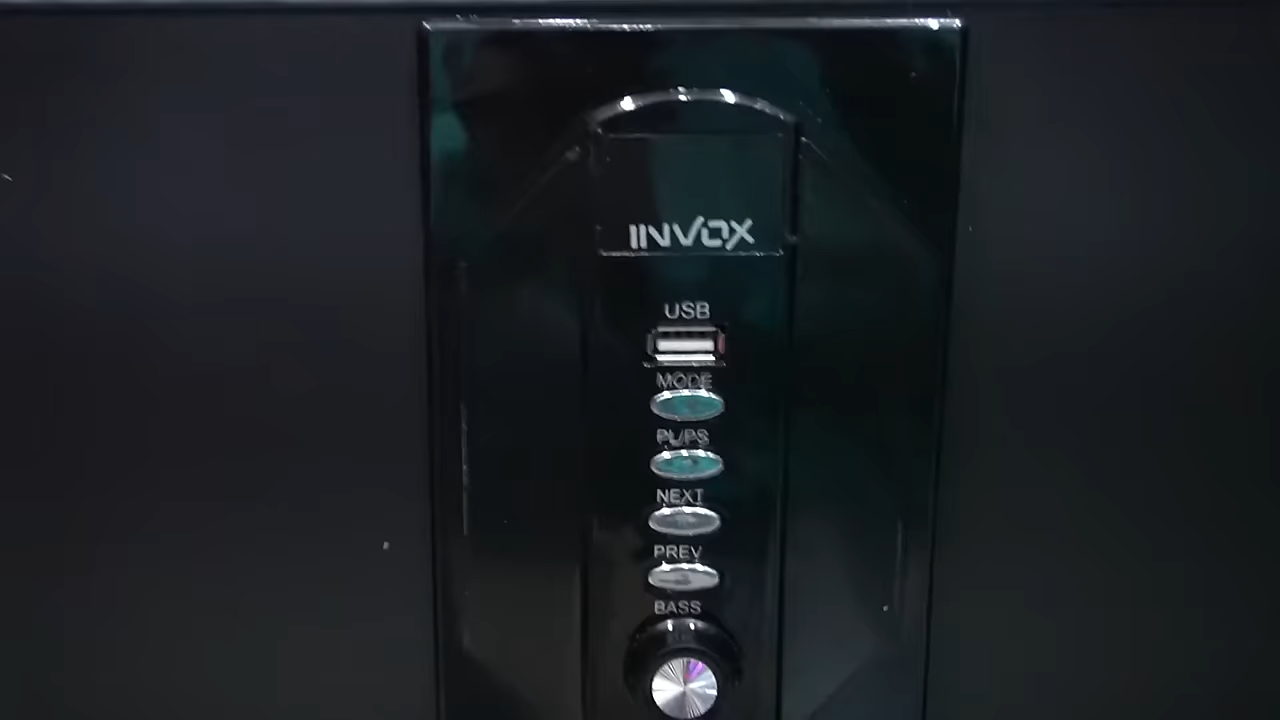 INVOX
USB
MODE
PL/PS
NEXT
PREV
BASS